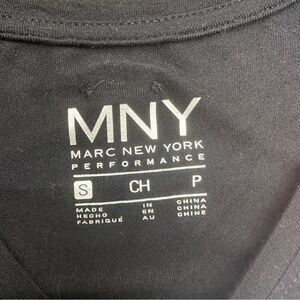 MNY
MARC NEW YORK
PERFORMANCE
S CH P
MADE IN CHINA
HECHO EN CHINA
FABRIQUÉ AU CHINE